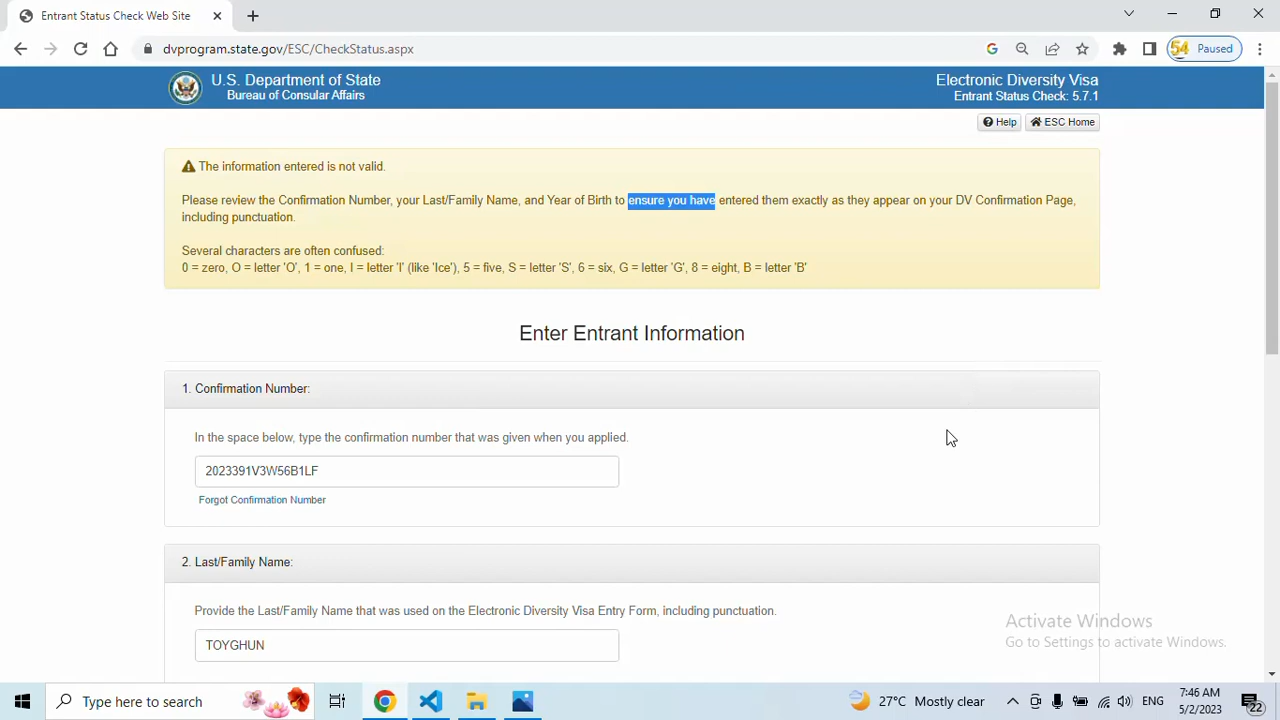 Entrant Status Check Web Site
dvprogram.state.gov/ESC/CheckStatus.aspx
54 Paused
U.S. Department of State
Bureau of Consular Affairs
Electronic Diversity Visa
Entrant Status Check: 5.7.1
Help
ESC Home
The information entered is not valid.
Please review the Confirmation Number, your Last/Family Name, and Year of Birth to ensure you have entered them exactly as they appear on your DV Confirmation Page,
including punctuation.
Several characters are often confused:
0 = zero, O = letter 'O', 1 = one, I = letter 'I' (like 'Ice'), 5 = five, S = letter 'S', 6 = six, G = letter 'G', 8 = eight, B = letter 'B'
Enter Entrant Information
1. Confirmation Number:
In the space below, type the confirmation number that was given when you applied.
2023391V3W56B1LF
Forgot Confirmation Number
2. Last/Family Name:
Provide the Last/Family Name that was used on the Electronic Diversity Visa Entry Form, including punctuation.
TOYGHUN
Activate Windows
Go to Settings to activate Windows.
Type here to search
27°C Mostly clear
ENG
7:46 AM
5/2/2023
22